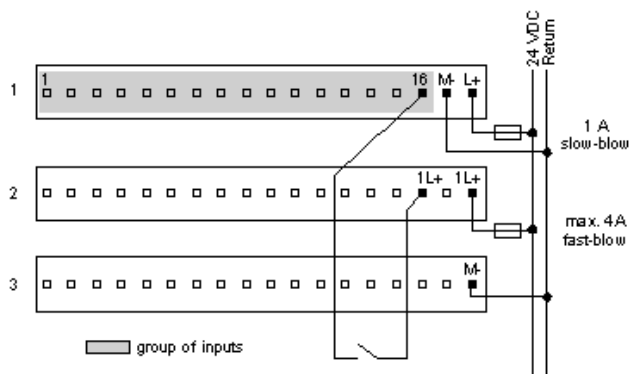 24 VDC
Return
1
1
16 M- L+
1 A
slow-blow
2
1L+ 1L+
max. 4A
fast-blow
3
M-
group of inputs